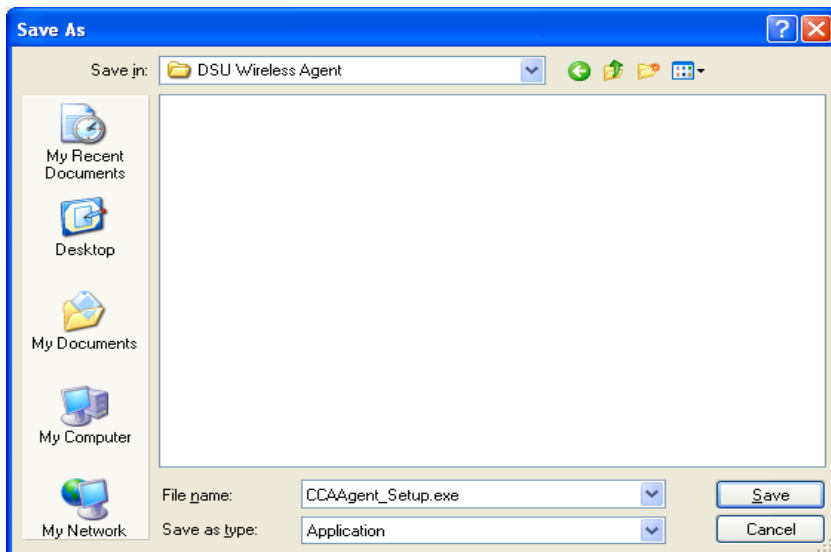 Save As
Save in:
DSU Wireless Agent
My Recent
Documents
Desktop
My Documents
My Computer
My Network
File name:
CCAAgent_Setup.exe
Save
Save as type:
Application
Cancel